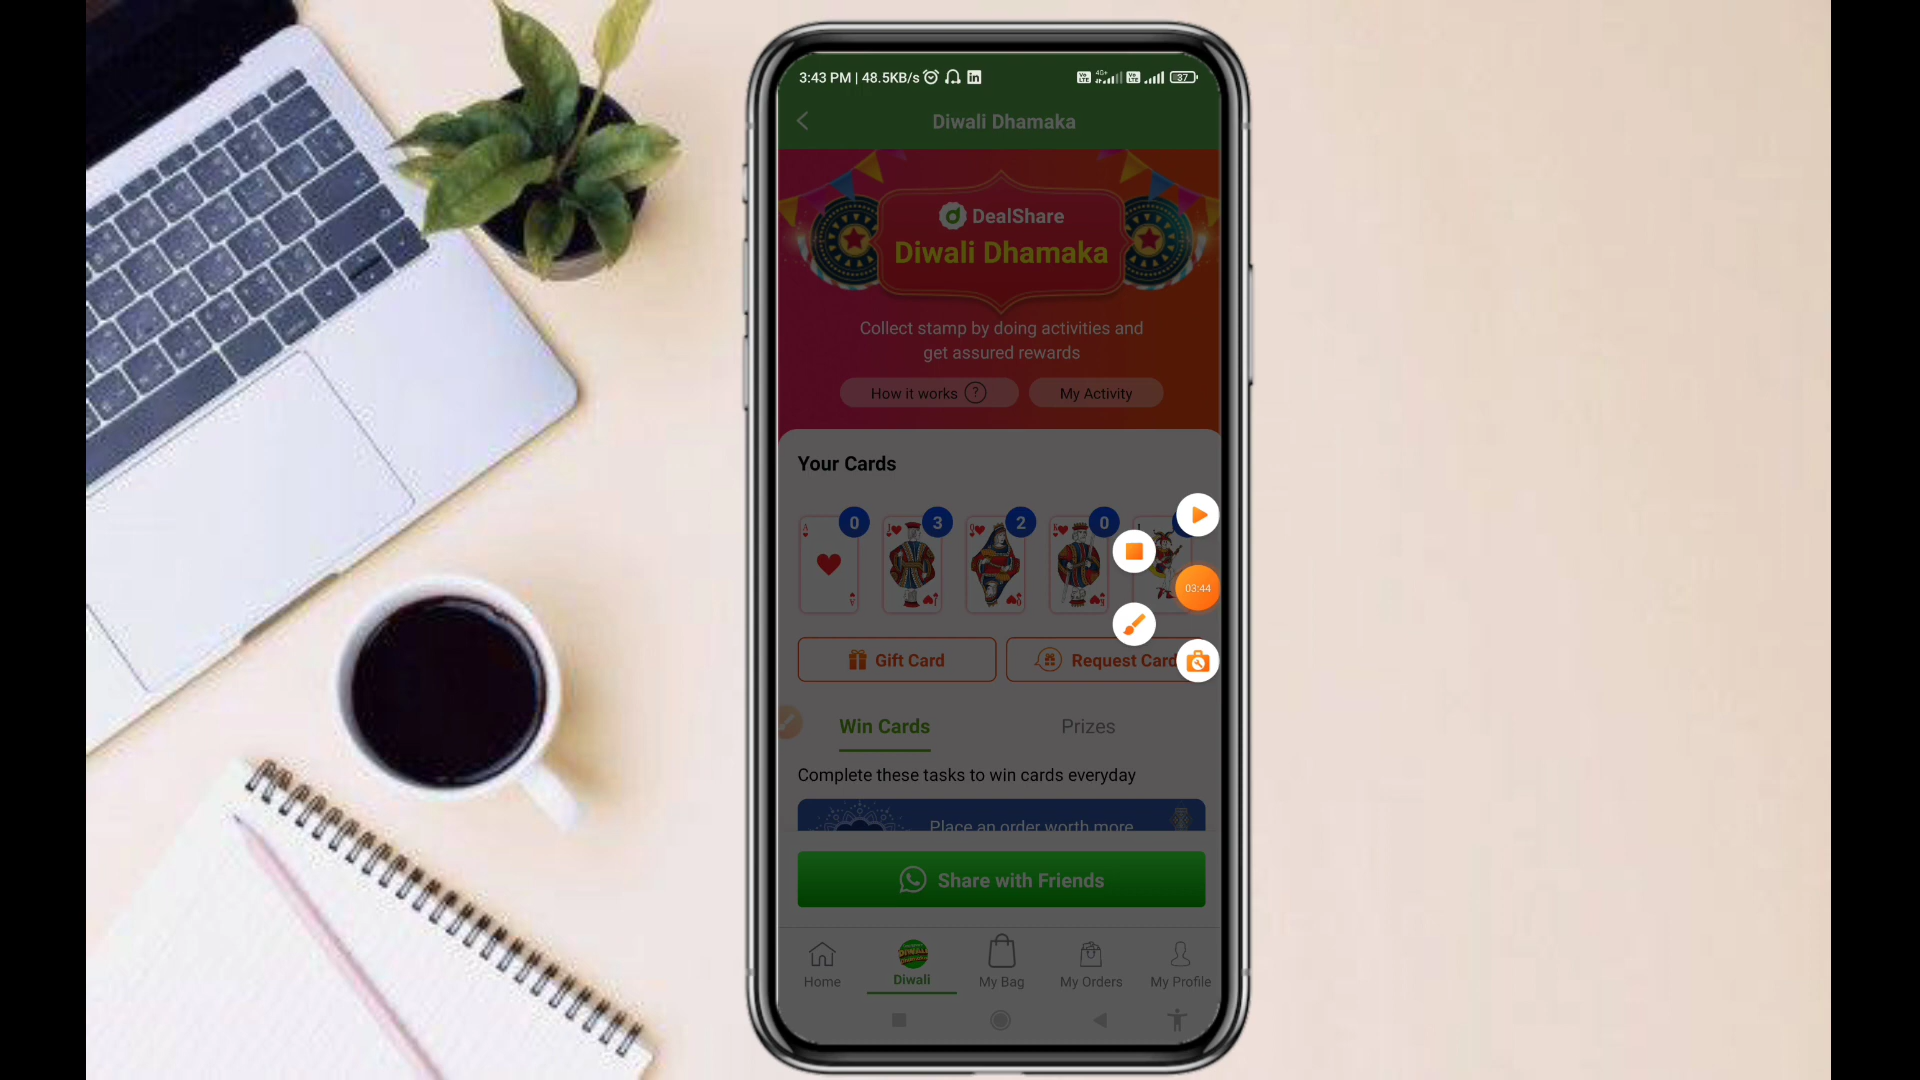 3:43 PM | 48.5KB/s
37
Diwali Dhamaka
DealShare
Diwali Dhamaka
Collect stamp by doing activities and
get assured rewards
How it works ?
My Activity
Your Cards
0
3
2
0
03:44
Gift Card
Request Card
Win Cards
Prizes
Complete these tasks to win cards everyday
Place an order worth more
Share with Friends
Home
Diwali
My Bag
My Orders
My Profile